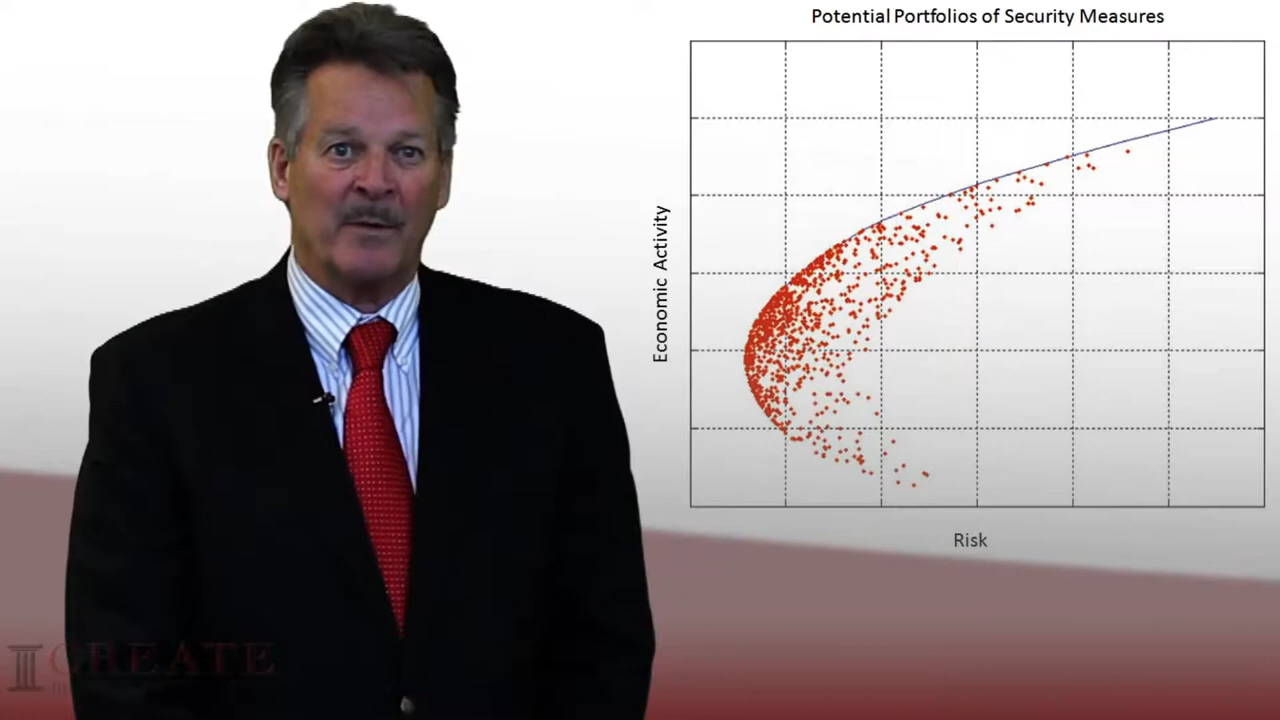 Potential Portfolios of Security Measures
Economic Activity
Risk
CREATE